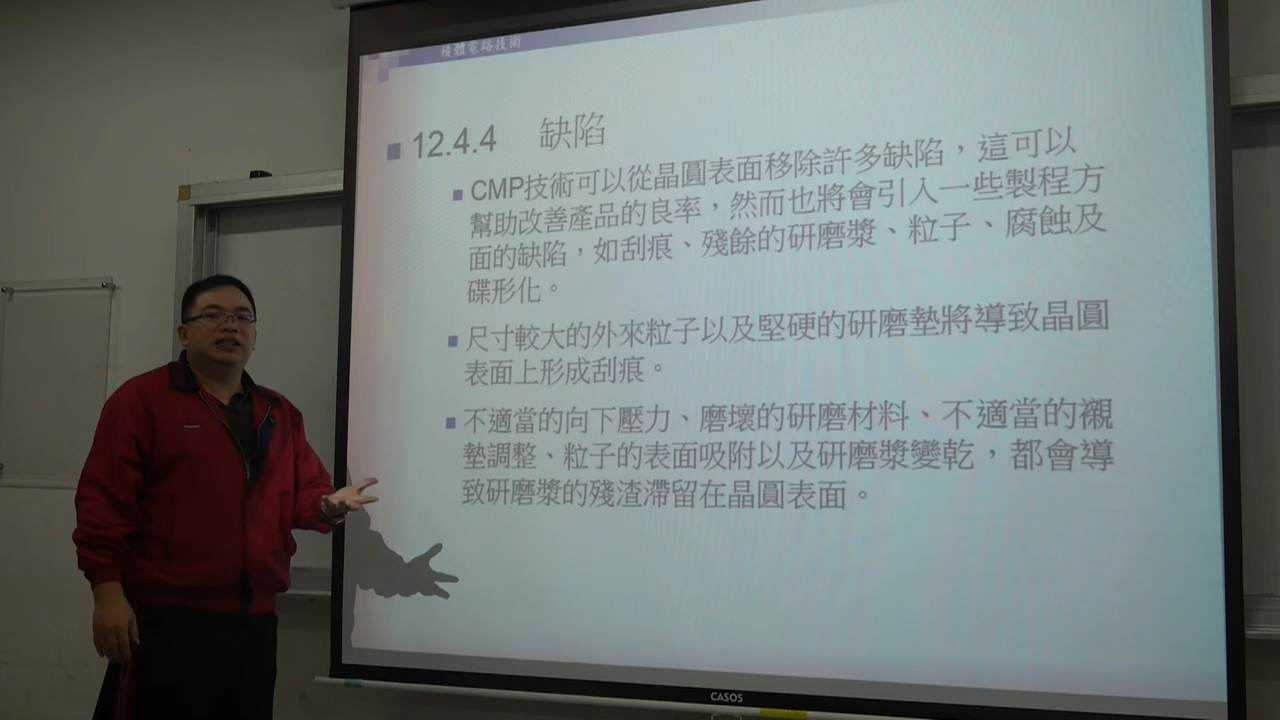 積體電路技術
12.4.4 缺陷
CMP技術可以從晶圓表面移除許多缺陷，這可以
幫助改善產品的良率，然而也將會引入一些製程方
面的缺陷，如刮痕、殘餘的研磨漿、粒子、腐蝕及
碟形化。
尺寸較大的外來粒子以及堅硬的研磨墊將導致晶圓
表面上形成刮痕。
不適當的向下壓力、磨壞的研磨材料、不適當的襯
墊調整、粒子的表面吸附以及研磨漿變乾，都會導
致研磨漿的殘渣滯留在晶圓表面。
CASOS